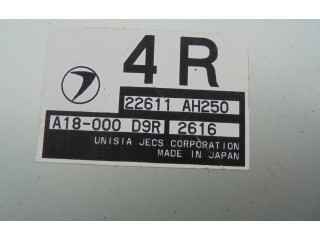 4R
22611 AH250
A18-000 D9R 2616
UNISIA JECS CORPORATION
MADE IN JAPAN